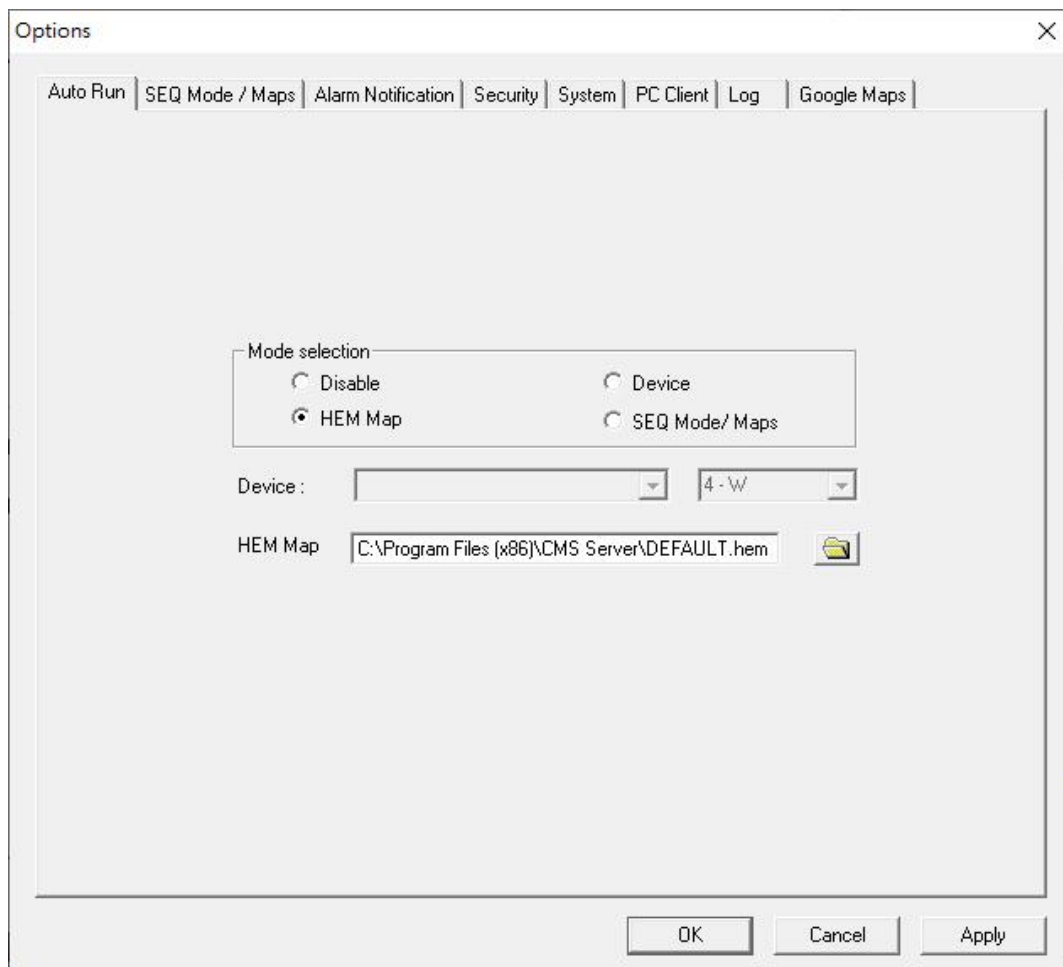 Options
Auto Run SEQ Mode / Maps Alarm Notification Security System PC Client Log Google Maps
Mode selection
Disable Device
HEM Map SEQ Mode/ Maps
Device : 4 - W
HEM Map C:\Program Files (x86)\CMS Server\DEFAULT.hem
OK Cancel Apply